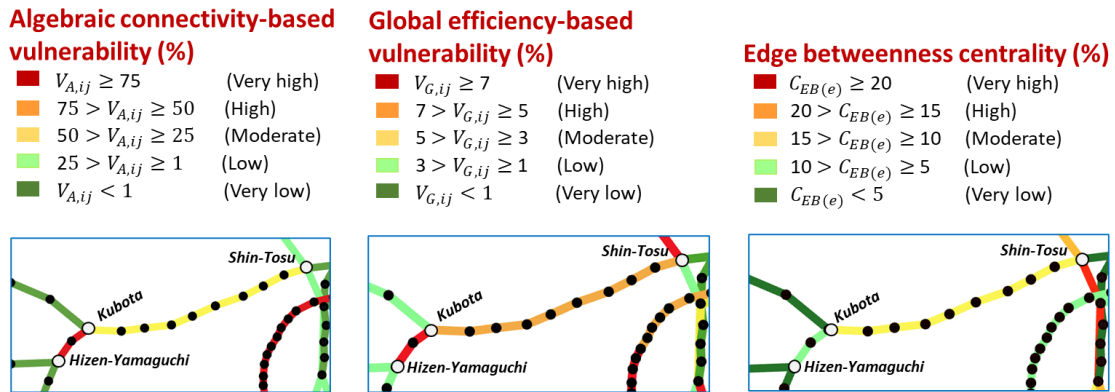 Algebraic connectivity-based
vulnerability (%)
V_{A,ij} ≥ 75 (Very high)
75 > V_{A,ij} ≥ 50 (High)
50 > V_{A,ij} ≥ 25 (Moderate)
25 > V_{A,ij} ≥ 1 (Low)
V_{A,ij} < 1 (Very low)
Global efficiency-based
vulnerability (%)
V_{G,ij} ≥ 7 (Very high)
7 > V_{G,ij} ≥ 5 (High)
5 > V_{G,ij} ≥ 3 (Moderate)
3 > V_{G,ij} ≥ 1 (Low)
V_{G,ij} < 1 (Very low)
Edge betweenness centrality (%)
C_{EB(e)} ≥ 20 (Very high)
20 > C_{EB(e)} ≥ 15 (High)
15 > C_{EB(e)} ≥ 10 (Moderate)
10 > C_{EB(e)} ≥ 5 (Low)
C_{EB(e)} < 5 (Very low)
Shin-Tosu
Kubota
Hizen-Yamaguchi
Shin-Tosu
Kubota
Hizen-Yamaguchi
Shin-Tosu
Kubota
Hizen-Yamaguchi